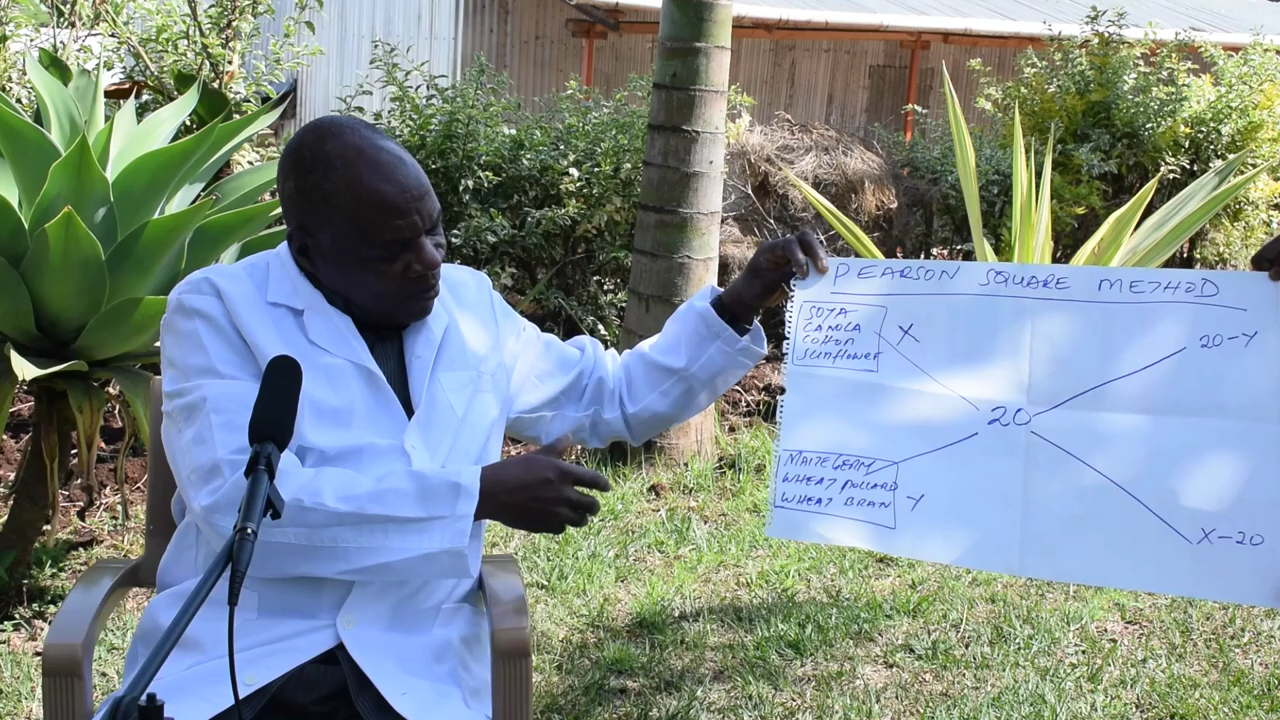 PEARSON SQUARE METHOD
SOYA
CANOLA
Cotton
Sunflower
X
20-Y
20
MAIZE GERM
WHEAT POLLARD
WHEAT BRAN
Y
X-20